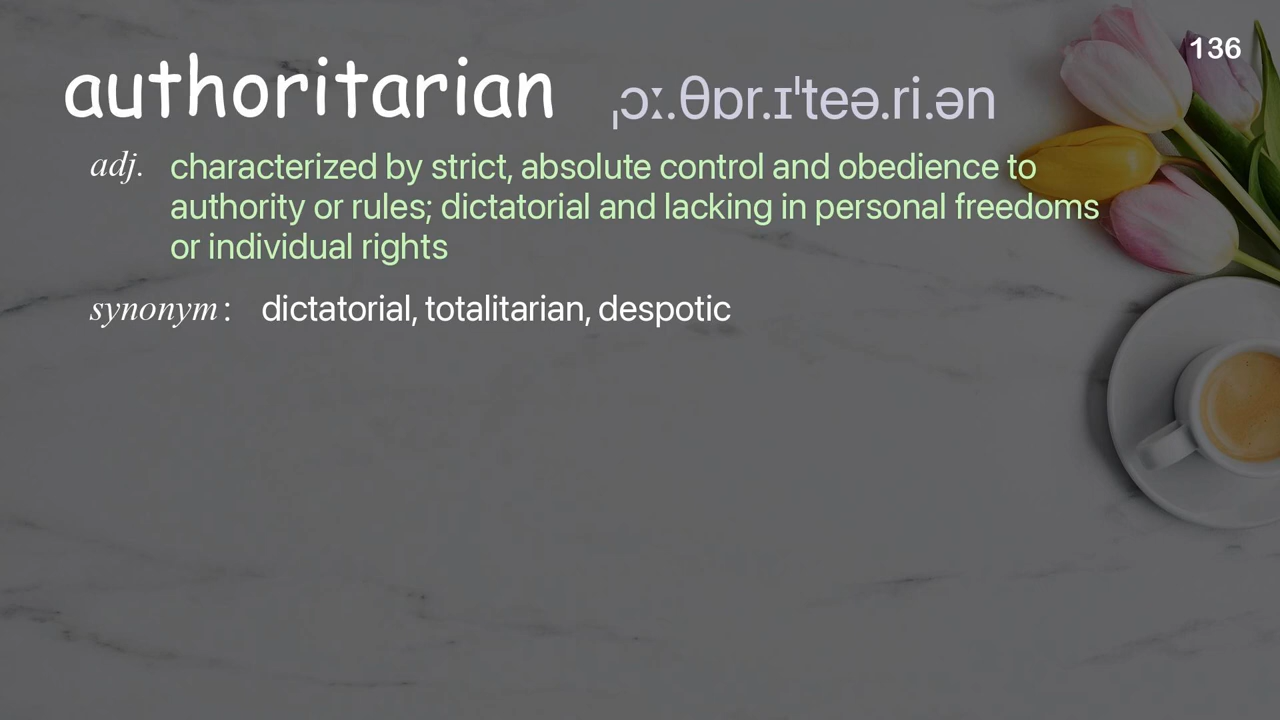 136
authoritarian ˌɔː.θɒr.ɪˈteə.ri.ən
adj. characterized by strict, absolute control and obedience to
authority or rules; dictatorial and lacking in personal freedoms
or individual rights
synonym: dictatorial, totalitarian, despotic